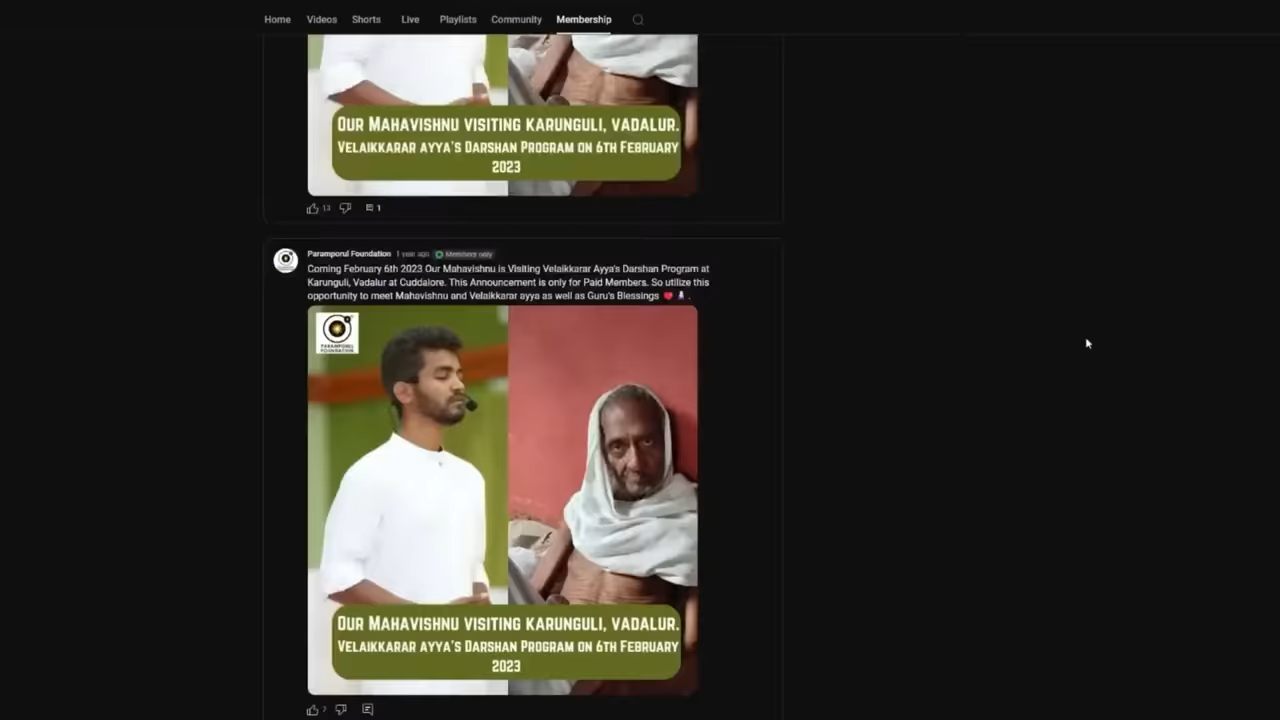 Home Videos Shorts Live Playlists Community Membership
OUR MAHAVISHNU VISITING KARUNGULI, VADALUR.
VELAIKKARAR AYYA'S DARSHAN PROGRAM ON 6TH FEBRUARY
2023
13 1
Paramporul Foundation 1 year ago Members only
Coming February 6th 2023 Our Mahavishnu is Visiting Velaikkarar Ayya's Darshan Program at
Karunguli, Vadalur at Cuddalore. This Announcement is only for Paid Members. So utilize this
opportunity to meet Mahavishnu and Velaikkarar ayya as well as Guru's Blessings ❤️ .
PARAMPORUL
FOUNDATION
OUR MAHAVISHNU VISITING KARUNGULI, VADALUR.
VELAIKKARAR AYYA'S DARSHAN PROGRAM ON 6TH FEBRUARY
2023